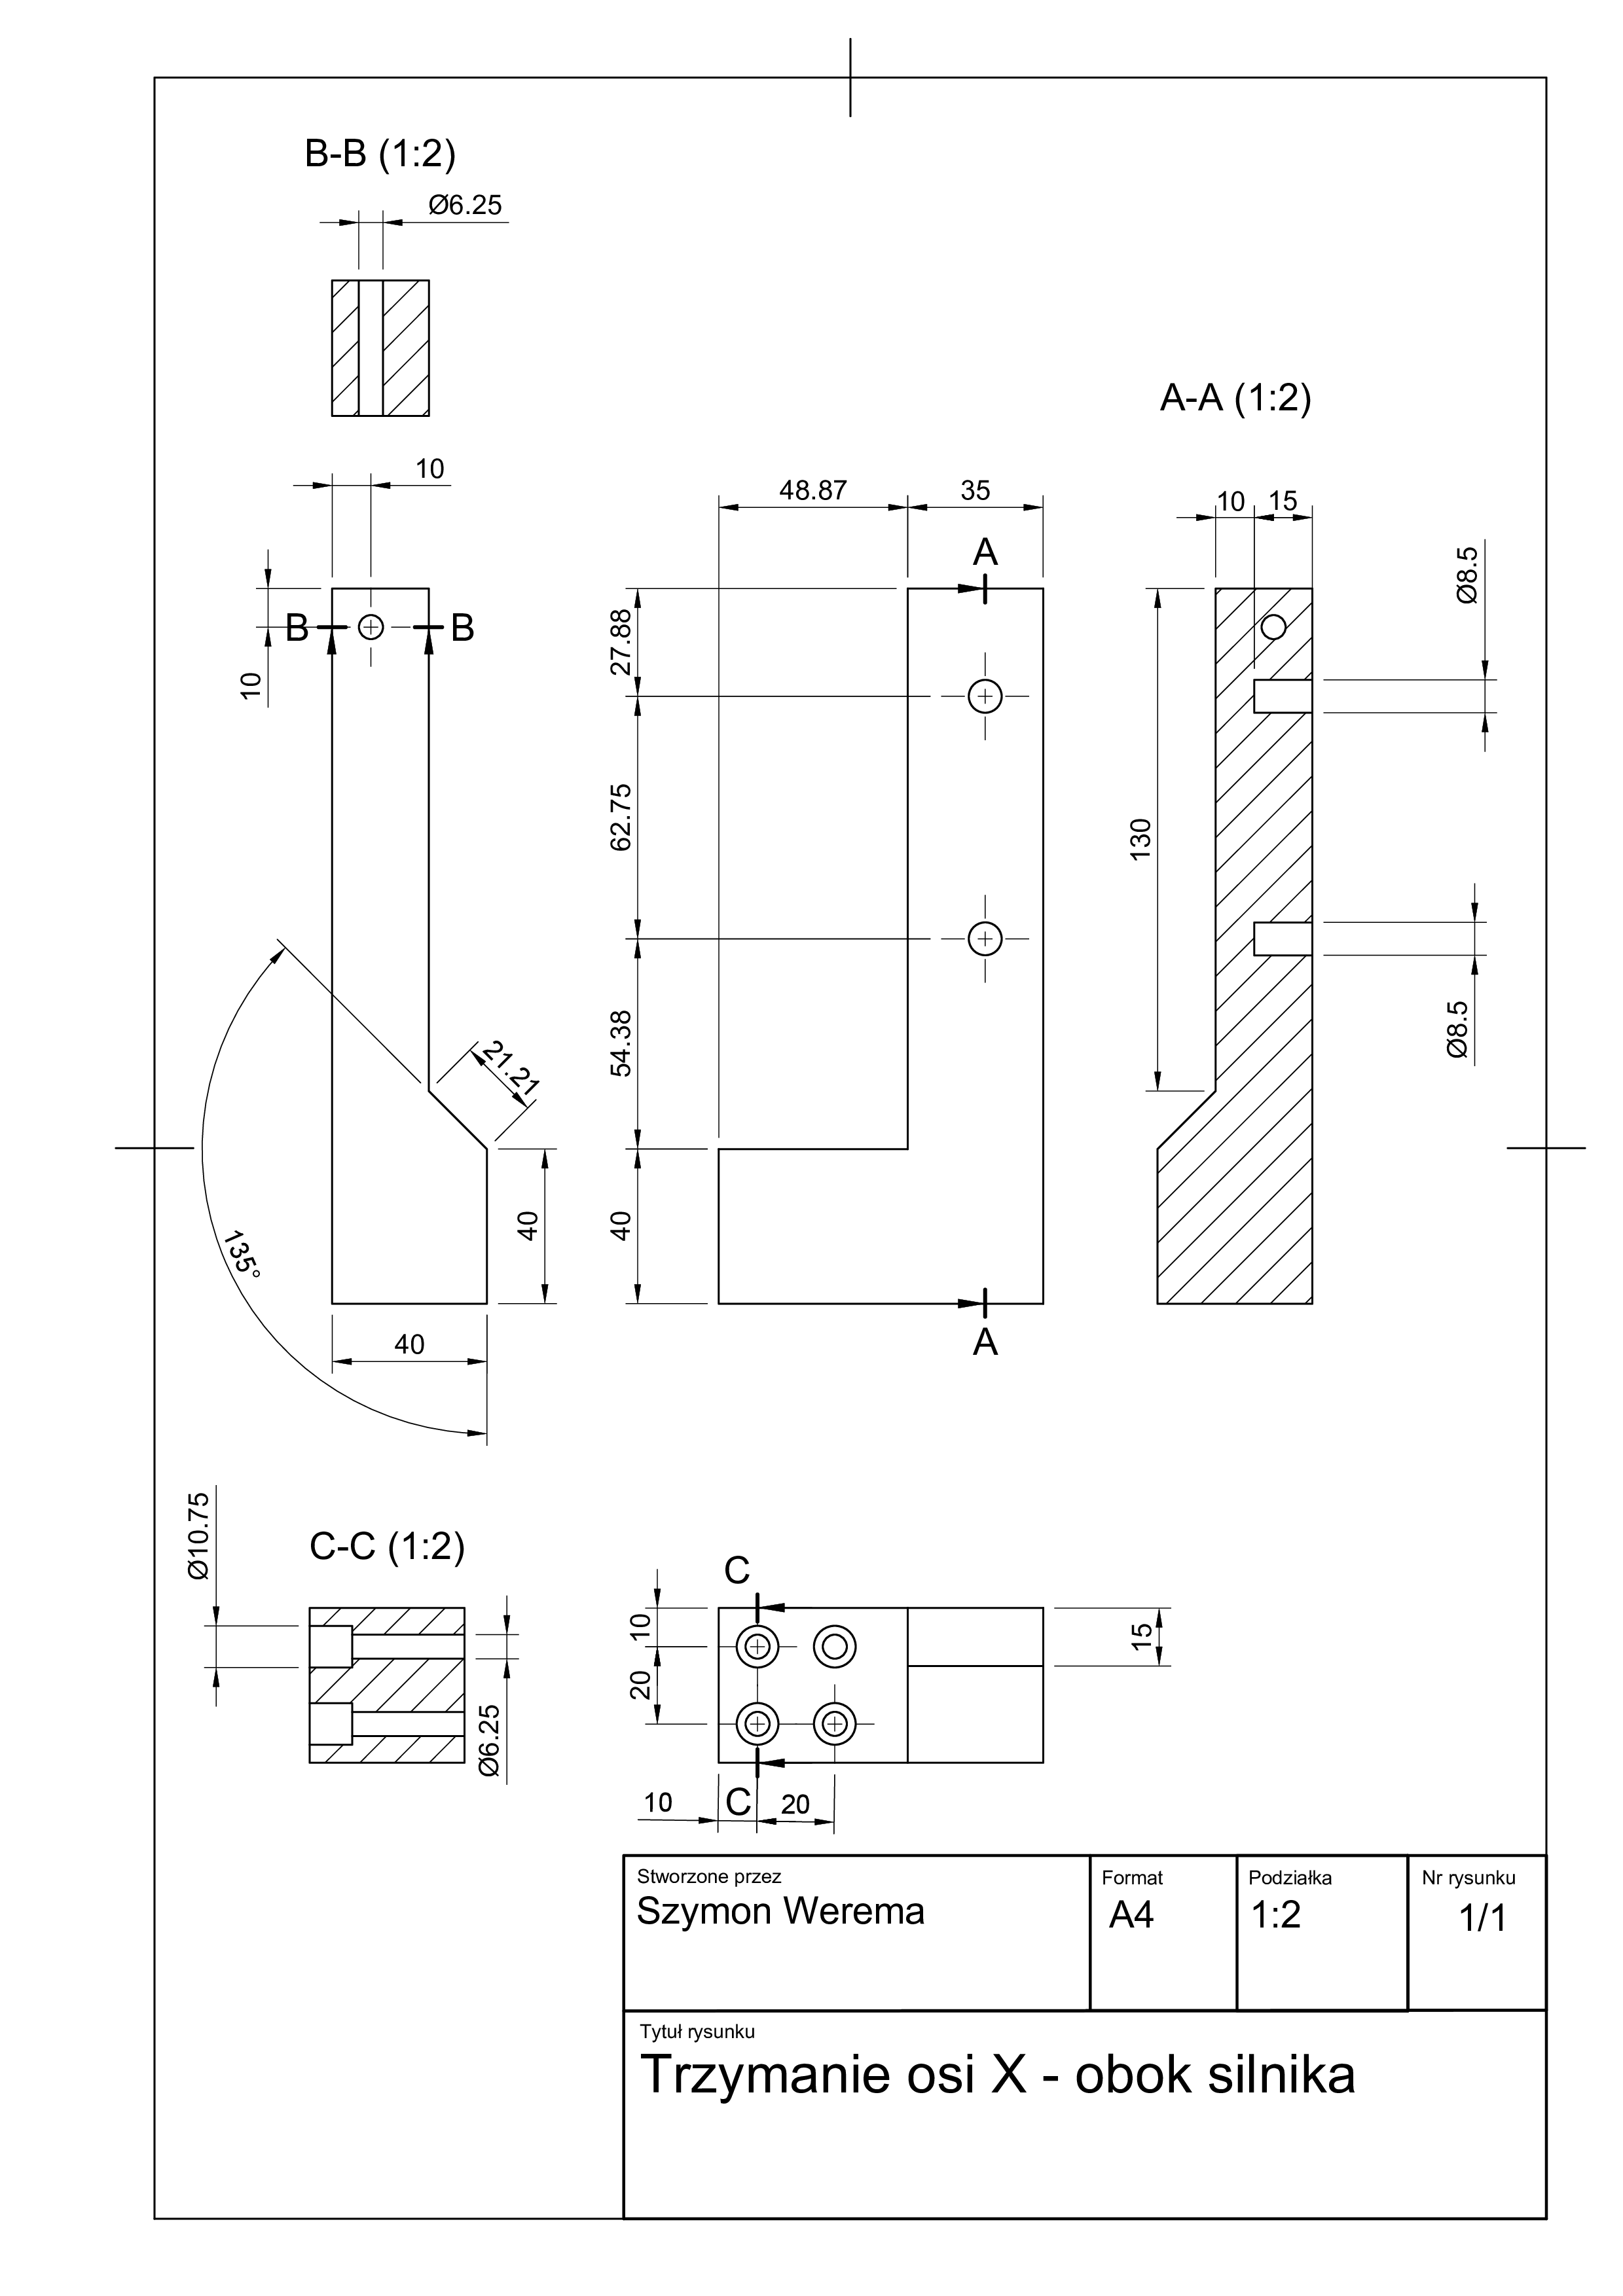 B-B (1:2)
Ø6.25
A-A (1:2)
10
48.87
35
10
15
A
Ø8.5
B
B
10
27.88
62.75
130
54.38
21.21
Ø8.5
135°
40
40
40
A
Ø10.75
C-C (1:2)
Ø6.25
C
10
20
15
10
C
20
Stworzone przez
Szymon Werema
Format
A4
Podziałka
1:2
Nr rysunku
1/1
Tytuł rysunku
Trzymanie osi X - obok silnika